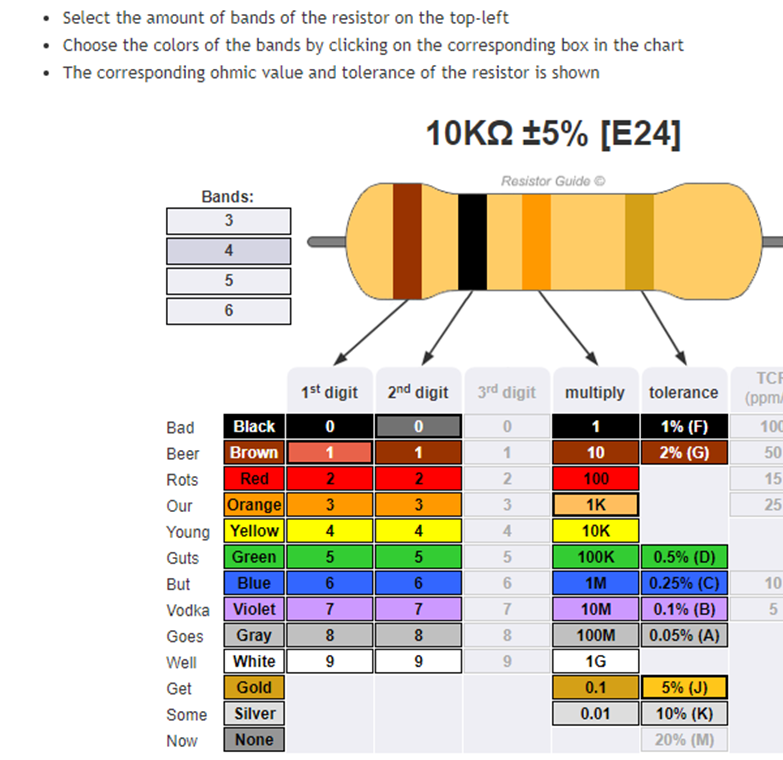 Select the amount of bands of the resistor on the top-left
Choose the colors of the bands by clicking on the corresponding box in the chart
The corresponding ohmic value and tolerance of the resistor is shown
10KΩ ±5% [E24]
Resistor Guide ©
Bands:
3
4
5
6
1st digit 2nd digit 3rd digit multiply tolerance TCR (ppm/
Bad Black 0 0 0 1 1% (F) 100
Beer Brown 1 1 1 10 2% (G) 50
Rots Red 2 2 2 100 15
Our Orange 3 3 3 1K 25
Young Yellow 4 4 4 10K
Guts Green 5 5 5 100K 0.5% (D)
But Blue 6 6 6 1M 0.25% (C) 10
Vodka Violet 7 7 7 10M 0.1% (B) 5
Goes Gray 8 8 8 100M 0.05% (A)
Well White 9 9 9 1G
Get Gold 0.1 5% (J)
Some Silver 0.01 10% (K)
Now None 20% (M)